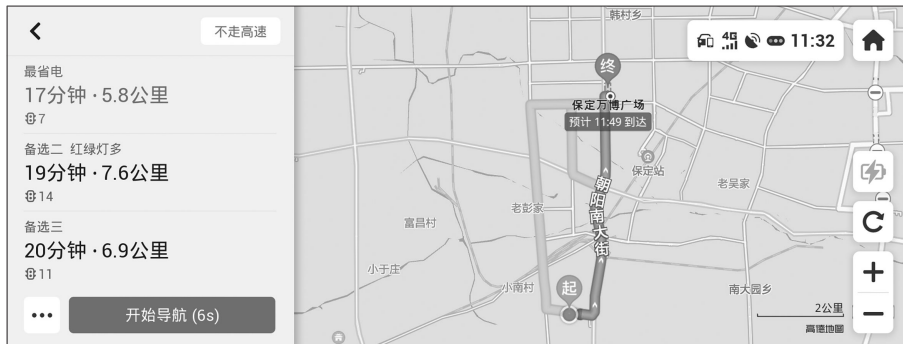 不走高速
最省电
17分钟·5.8公里
7
备选二 红绿灯多
19分钟·7.6公里
14
备选三
20分钟·6.9公里
11
开始导航 (6s)
韩村乡
4G
11:32
终
保定万博广场
预计 11:49 到达
保定站
老吴家
朝阳南大街
老彭家
富昌村
小于庄
小南村
起
南大园乡
2公里
高德地图